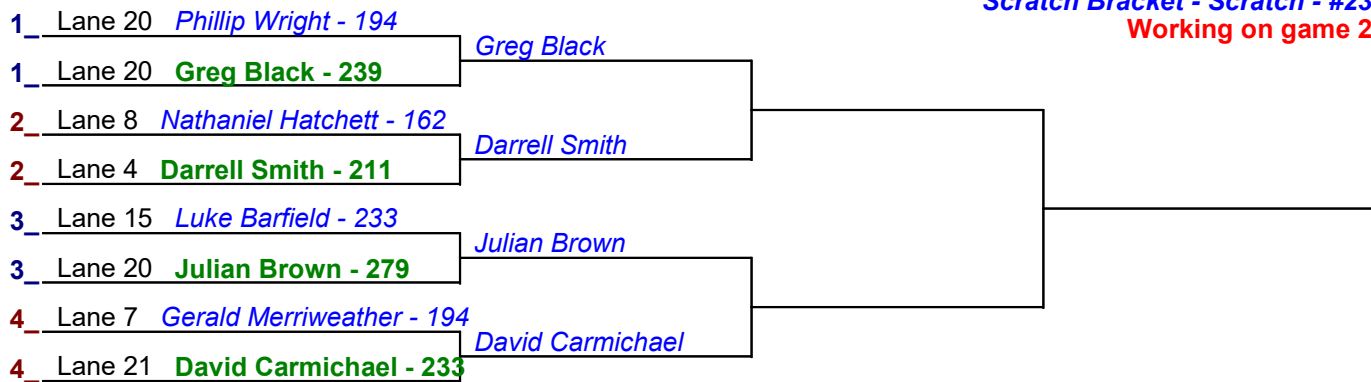 Scratch Bracket - Scratch - #23
Working on game 2
1_ Lane 20 Phillip Wright - 194
Greg Black
1_ Lane 20 Greg Black - 239
2_ Lane 8 Nathaniel Hatchett - 162
Darrell Smith
2_ Lane 4 Darrell Smith - 211
3_ Lane 15 Luke Barfield - 233
Julian Brown
3_ Lane 20 Julian Brown - 279
4_ Lane 7 Gerald Merriweather - 194
David Carmichael
4_ Lane 21 David Carmichael - 233